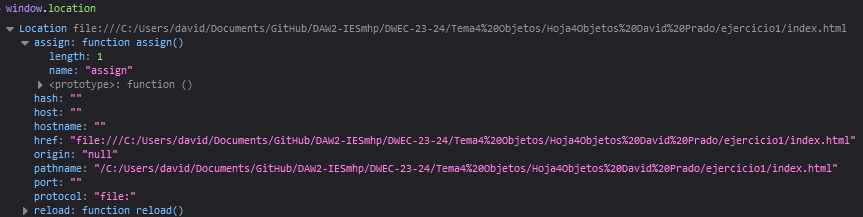 window.location
Location file:///C:/Users/david/Documents/GitHub/DAW2-IESmhp/DWEC-23-24/Tema4%20Objetos/Hoja4Objetos%20David%20Prado/ejercicio1/index.html
assign: function assign()
length: 1
name: "assign"
<prototype>: function ()
hash: ""
host: ""
hostname: ""
href: "file:///C:/Users/david/Documents/GitHub/DAW2-IESmhp/DWEC-23-24/Tema4%20Objetos/Hoja4Objetos%20David%20Prado/ejercicio1/index.html"
origin: "null"
pathname: "/C:/Users/david/Documents/GitHub/DAW2-IESmhp/DWEC-23-24/Tema4%20Objetos/Hoja4Objetos%20David%20Prado/ejercicio1/index.html"
port: ""
protocol: "file:"
reload: function reload()